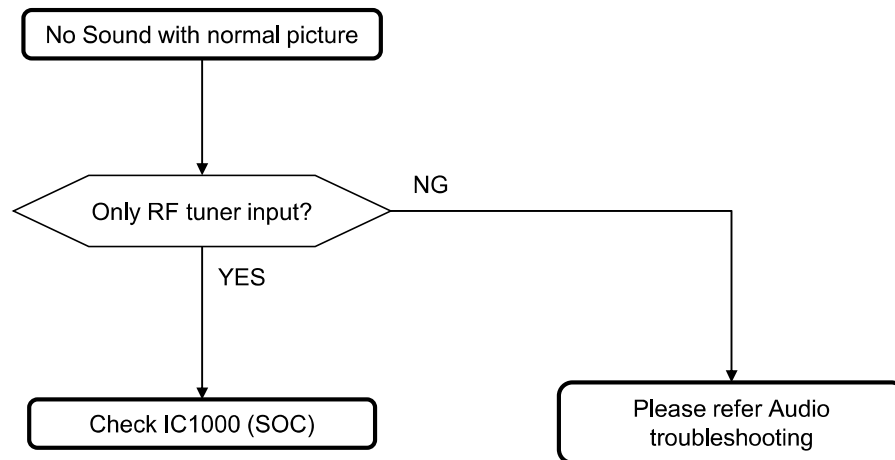 No Sound with normal picture
NG
Only RF tuner input?
YES
Check IC1000 (SOC)
Please refer Audio
troubleshooting